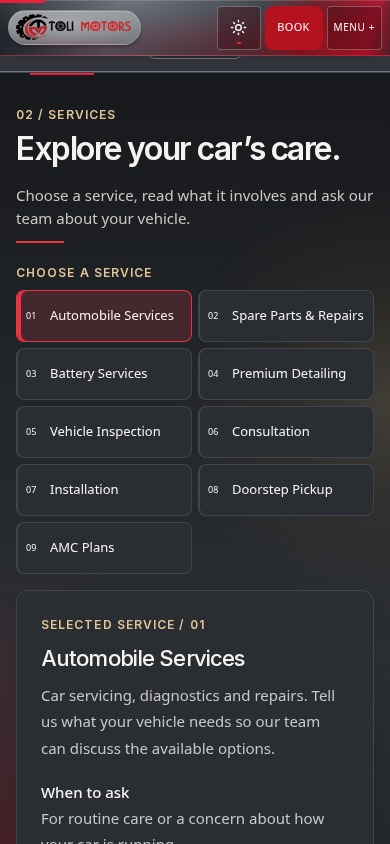 TOLI MOTORS
BOOK
MENU +
02 / SERVICES
Explore your car’s care.
Choose a service, read what it involves and ask our
team about your vehicle.
CHOOSE A SERVICE
01 Automobile Services
02 Spare Parts & Repairs
03 Battery Services
04 Premium Detailing
05 Vehicle Inspection
06 Consultation
07 Installation
08 Doorstep Pickup
09 AMC Plans
SELECTED SERVICE / 01
Automobile Services
Car servicing, diagnostics and repairs. Tell
us what your vehicle needs so our team
can discuss the available options.
When to ask
For routine care or a concern about how
your car is running.